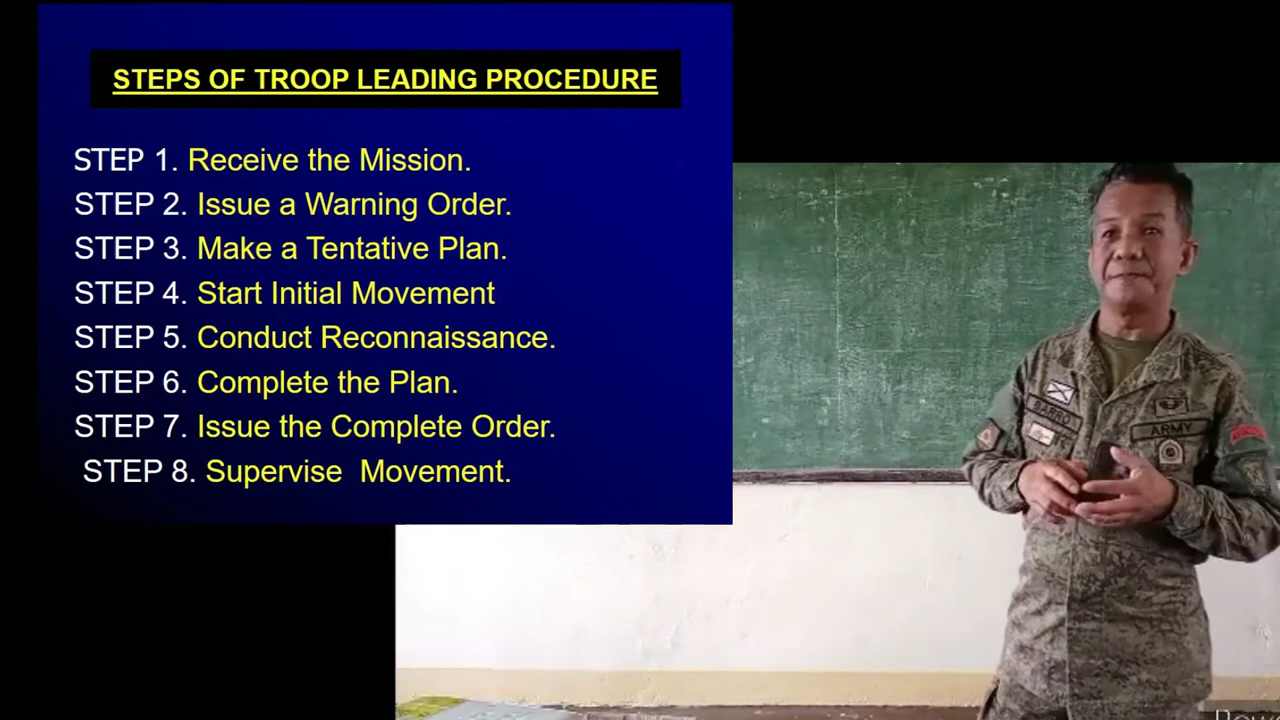 STEPS OF TROOP LEADING PROCEDURE
STEP 1. Receive the Mission.
STEP 2. Issue a Warning Order.
STEP 3. Make a Tentative Plan.
STEP 4. Start Initial Movement
STEP 5. Conduct Reconnaissance.
STEP 6. Complete the Plan.
STEP 7. Issue the Complete Order.
STEP 8. Supervise Movement.
BARRO
ARMY